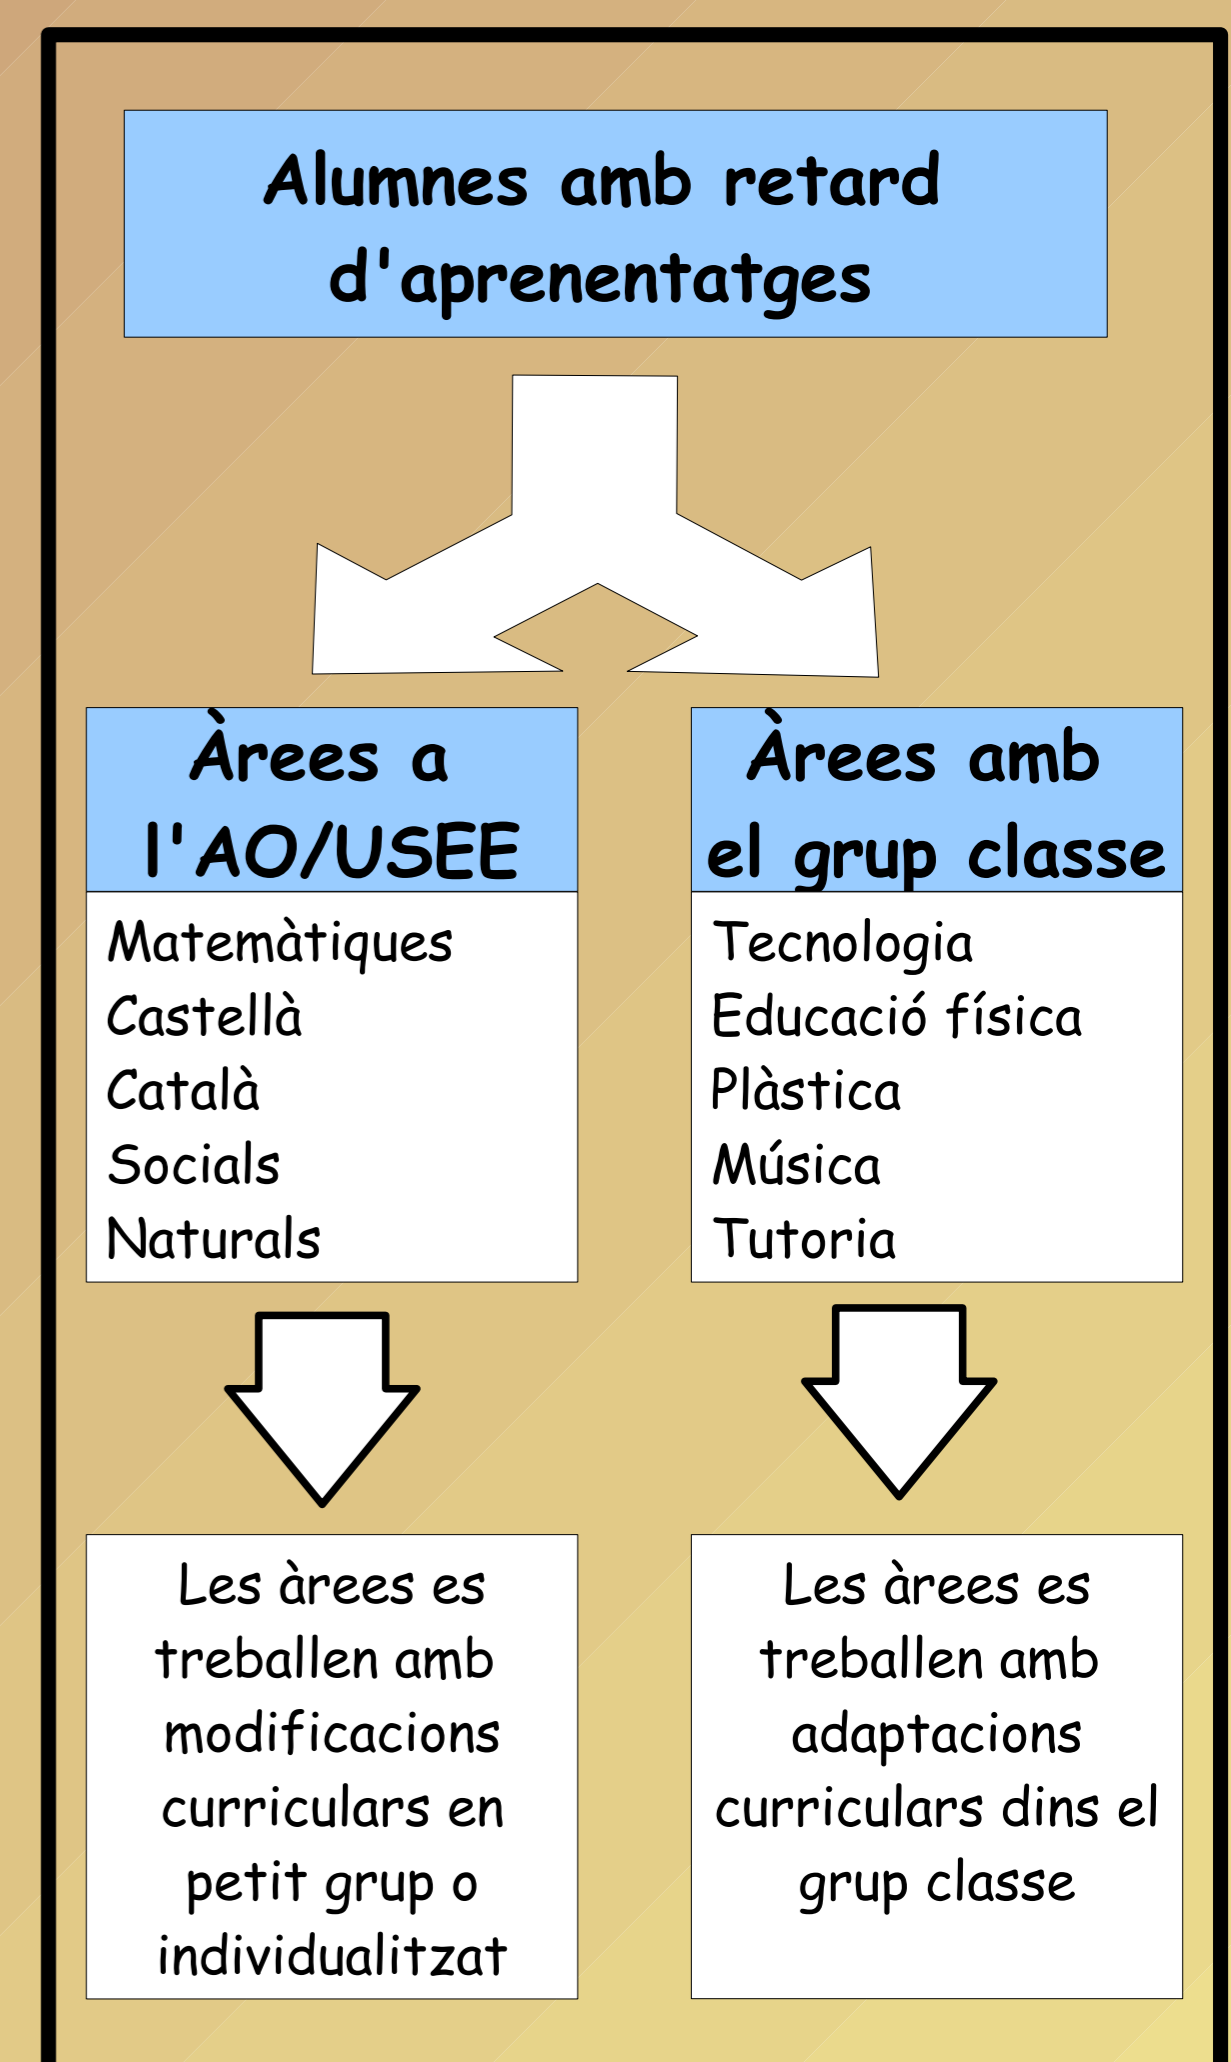 Alumnes amb retard
d'aprenentatges
Àrees a
l'AO/USEE
Matemàtiques
Castellà
Català
Socials
Naturals
Àrees amb
el grup classe
Tecnologia
Educació física
Plàstica
Música
Tutoria
Les àrees es
treballen amb
modificacions
curriculars en
petit grup o
individualitzat
Les àrees es
treballen amb
adaptacions
curriculars dins el
grup classe